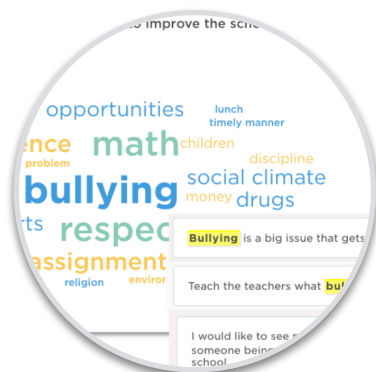 to improve the scho
opportunities
lunch
timely manner
ence
math
children
problem
discipline
bullying
social climate
money
drugs
rts
respec
Bullying is a big issue that gets
assignment
Teach the teachers what bul
religion
enviror
I would like to see
someone being
school